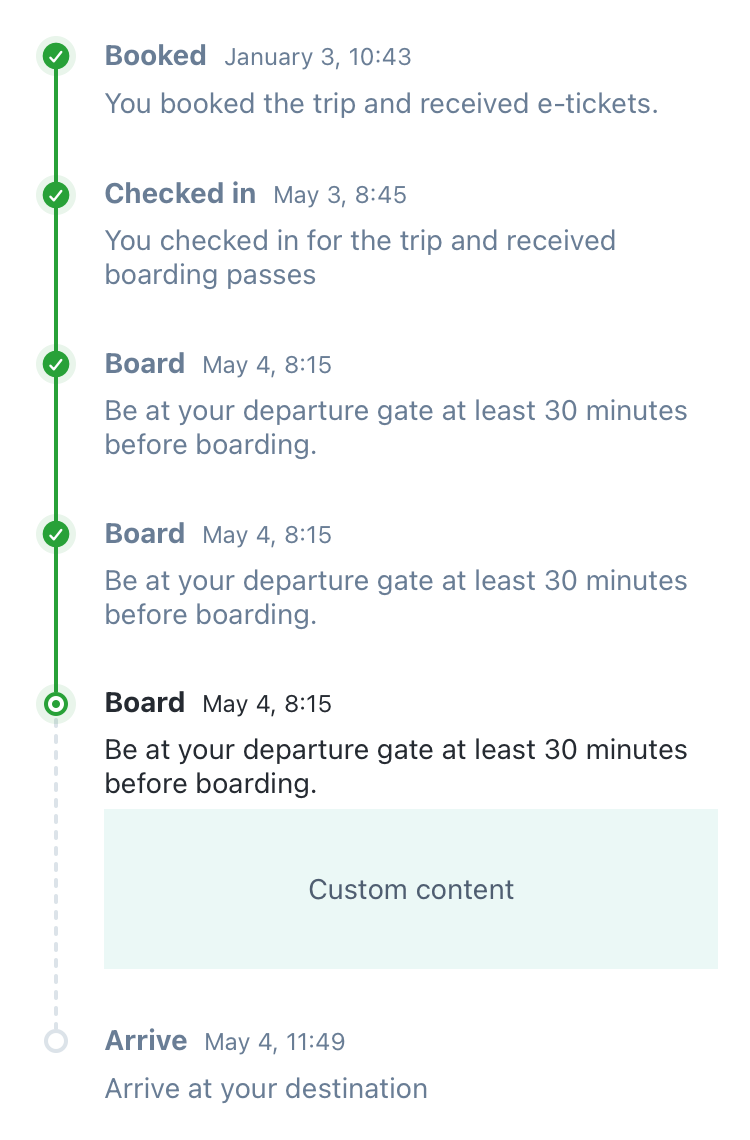 Booked January 3, 10:43
You booked the trip and received e-tickets.
Checked in May 3, 8:45
You checked in for the trip and received
boarding passes
Board May 4, 8:15
Be at your departure gate at least 30 minutes
before boarding.
Board May 4, 8:15
Be at your departure gate at least 30 minutes
before boarding.
Board May 4, 8:15
Be at your departure gate at least 30 minutes
before boarding.
Custom content
Arrive May 4, 11:49
Arrive at your destination